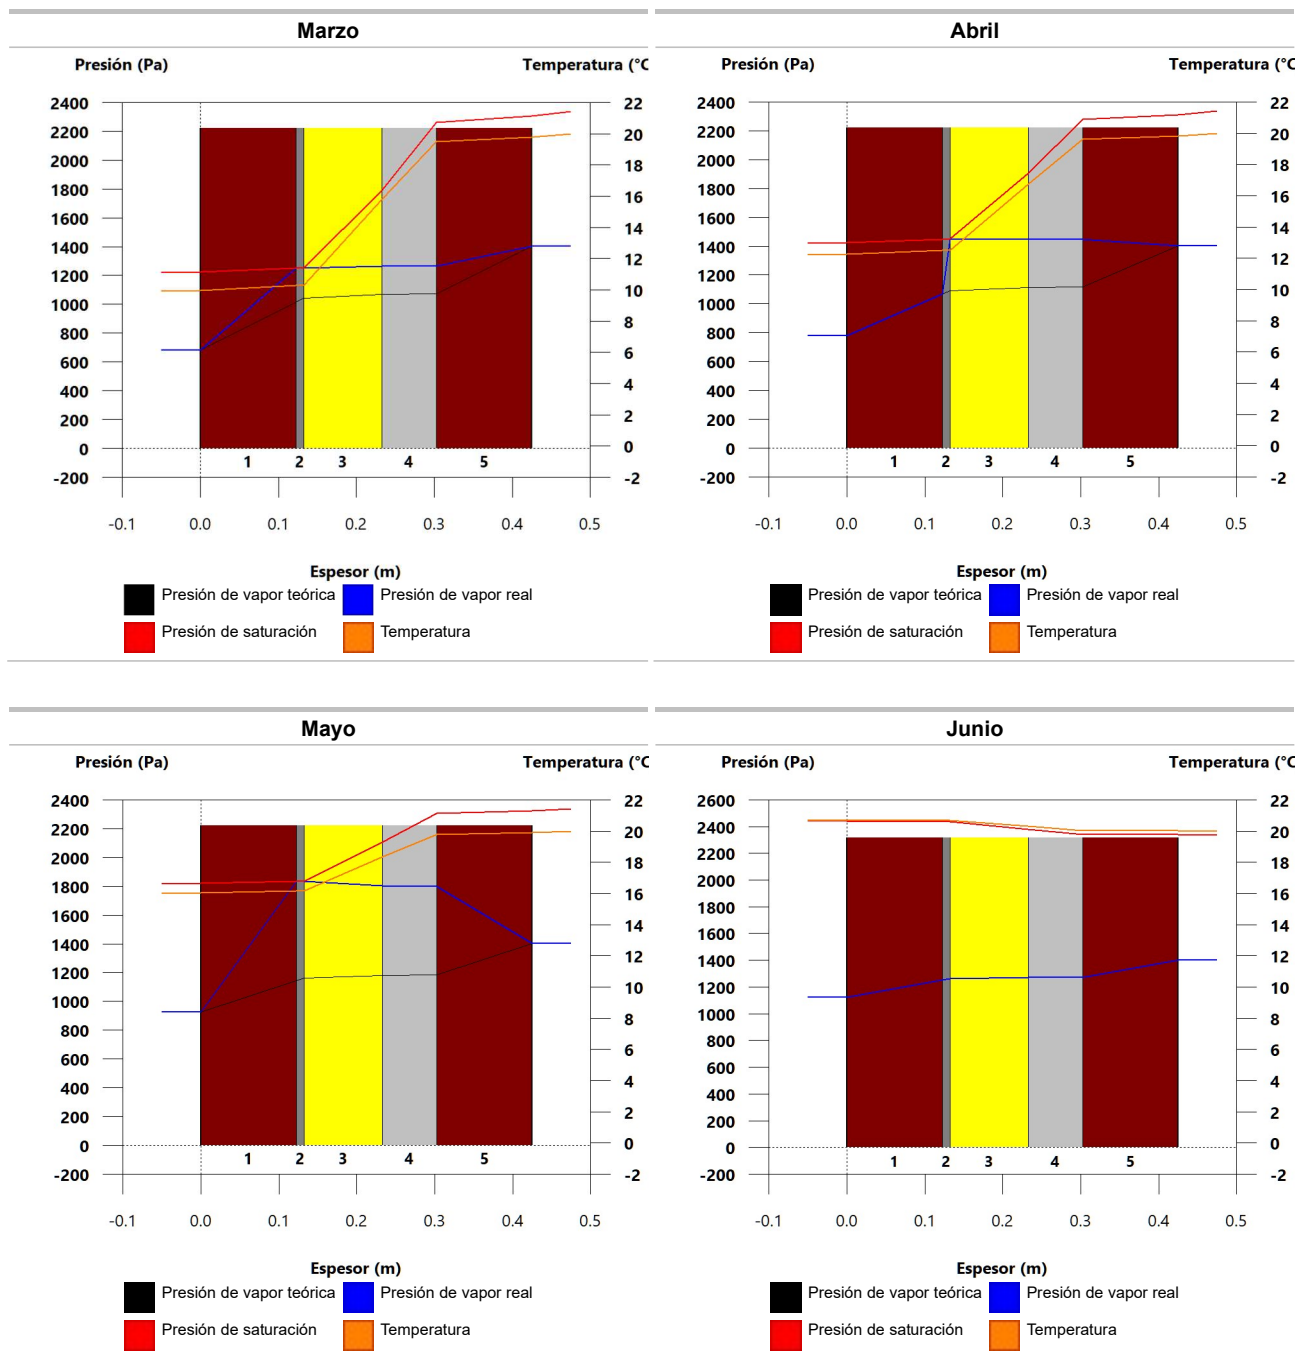 Marzo
Presión (Pa) Temperatura (°C
2400 22
2200 20
2000 18
1800 16
1600 14
1400 12
1200 10
1000 8
800 6
600 4
400 2
200 0
0 -2
-200
1 2 3 4 5
-0.1 0.0 0.1 0.2 0.3 0.4 0.5
Espesor (m)
Presión de vapor teórica Presión de vapor real
Presión de saturación Temperatura
Abril
Presión (Pa) Temperatura (°C
2400 22
2200 20
2000 18
1800 16
1600 14
1400 12
1200 10
1000 8
800 6
600 4
400 2
200 0
0 -2
-200
1 2 3 4 5
-0.1 0.0 0.1 0.2 0.3 0.4 0.5
Espesor (m)
Presión de vapor teórica Presión de vapor real
Presión de saturación Temperatura
Mayo
Presión (Pa) Temperatura (°C
2400 22
2200 20
2000 18
1800 16
1600 14
1400 12
1200 10
1000 8
800 6
600 4
400 2
200 0
0 -2
-200
1 2 3 4 5
-0.1 0.0 0.1 0.2 0.3 0.4 0.5
Espesor (m)
Presión de vapor teórica Presión de vapor real
Presión de saturación Temperatura
Junio
Presión (Pa) Temperatura (°C
2600 22
2400 20
2200 18
2000 16
1800 14
1600 12
1400 10
1200 8
1000 6
800 4
600 2
400 0
200 -2
0
-200
1 2 3 4 5
-0.1 0.0 0.1 0.2 0.3 0.4 0.5
Espesor (m)
Presión de vapor teórica Presión de vapor real
Presión de saturación Temperatura